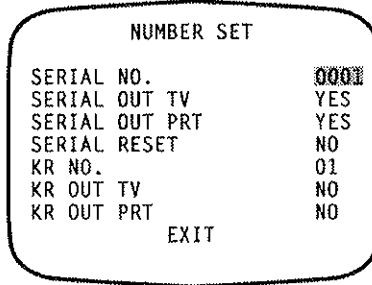 NUMBER SET
SERIAL NO. 0001
SERIAL OUT TV YES
SERIAL OUT PRT YES
SERIAL RESET NO
KR NO. 01
KR OUT TV NO
KR OUT PRT NO
EXIT